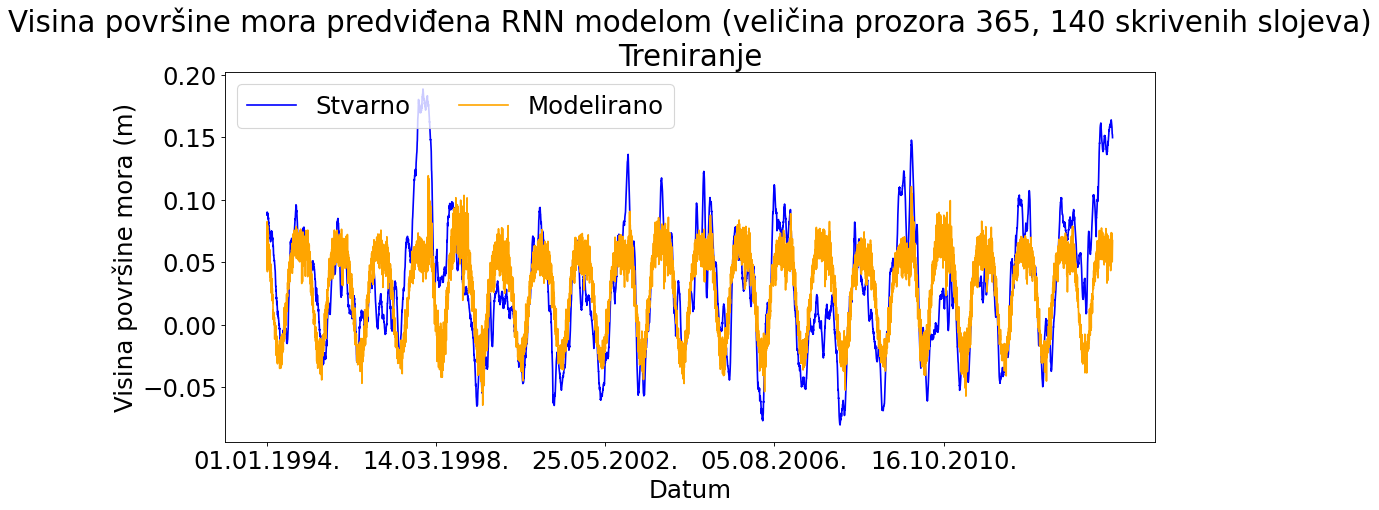 Visina površine mora predviđena RNN modelom (veličina prozora 365, 140 skrivenih slojeva)
Treniranje
Stvarno Modelirano
Visina površine mora (m)
0.20
0.15
0.10
0.05
0.00
−0.05
01.01.1994. 14.03.1998. 25.05.2002. 05.08.2006. 16.10.2010.
Datum